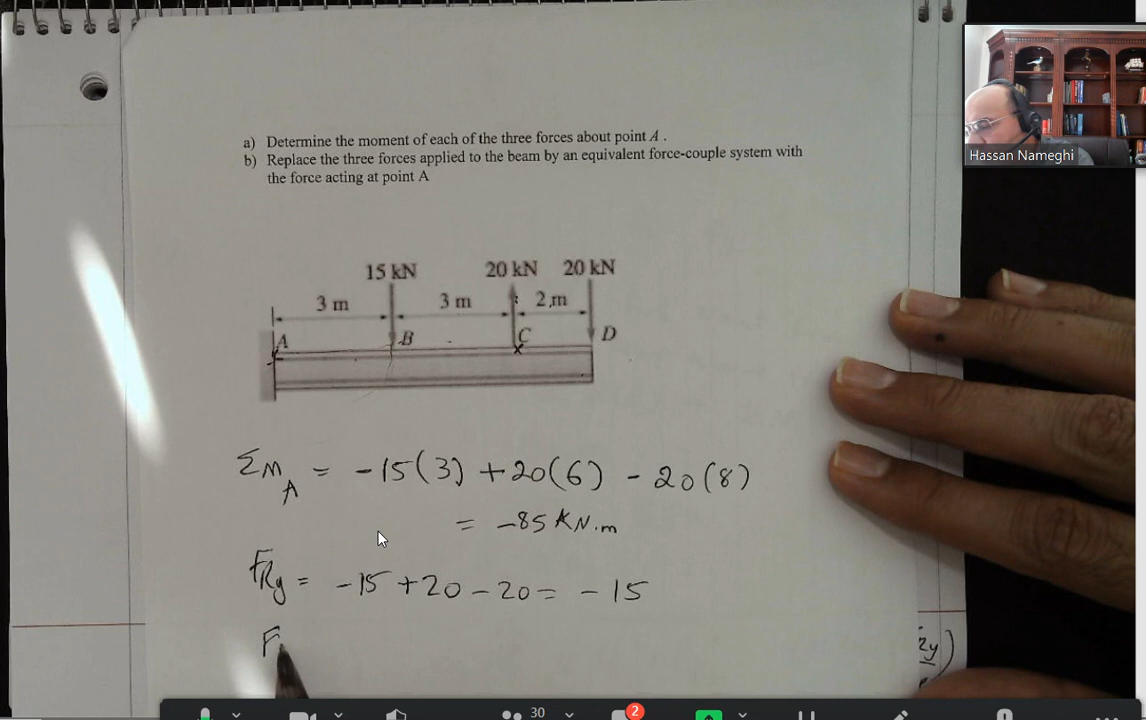 a) Determine the moment of each of the three forces about point A .
b) Replace the three forces applied to the beam by an equivalent force-couple system with
the force acting at point A
Hassan Nameghi
15 kN 20 kN 20 kN
3 m 3 m 2 m
A B C D
ΣM_A = -15(3) +20(6) - 20(8)
= -85 KN.m
F_Ry = -15 +20 - 20 = - 15
F
30
2